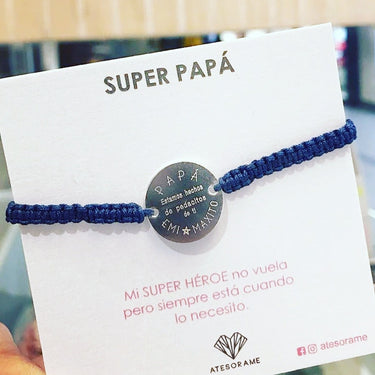 SUPER PAPÁ
PAPÁ
Estamos hechos
de pedacitos
de ti
EMI ★ MAXITO
Mi SUPER HÉROE no vuela
pero siempre está cuando
lo necesito.
ATESORAME
atesorame